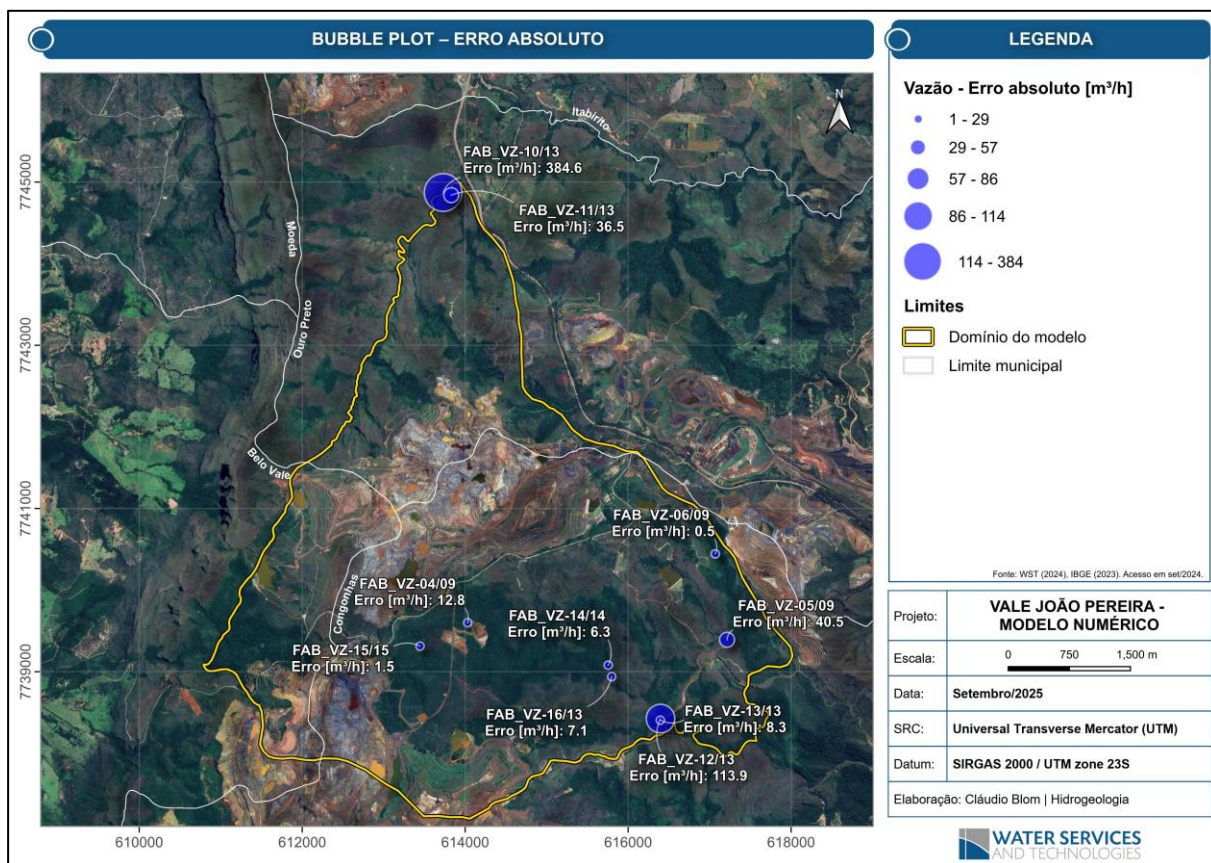 BUBBLE PLOT – ERRO ABSOLUTO
LEGENDA
N
Itabirito
Moeda
Ouro Preto
Belo Vale
Congonhas
FAB_VZ-10/13
Erro [m³/h]: 384.6
FAB_VZ-11/13
Erro [m³/h]: 36.5
FAB_VZ-06/09
Erro [m³/h]: 0.5
FAB_VZ-04/09
Erro [m³/h]: 12.8
FAB_VZ-14/14
Erro [m³/h]: 6.3
FAB_VZ-05/09
Erro [m³/h]: 40.5
FAB_VZ-15/15
Erro [m³/h]: 1.5
FAB_VZ-16/13
Erro [m³/h]: 7.1
FAB_VZ-13/13
Erro [m³/h]: 8.3
FAB_VZ-12/13
Erro [m³/h]: 113.9
7745000
7743000
7741000
7739000
610000
612000
614000
616000
618000
Vazão - Erro absoluto [m³/h]
1 - 29
29 - 57
57 - 86
86 - 114
114 - 384
Limites
Domínio do modelo
Limite municipal
Fonte: WST (2024), IBGE (2023). Acesso em set/2024.
Projeto:
VALE JOÃO PEREIRA -
MODELO NUMÉRICO
Escala:
0 750 1,500 m
Data:
Setembro/2025
SRC:
Universal Transverse Mercator (UTM)
Datum:
SIRGAS 2000 / UTM zone 23S
Elaboração: Cláudio Blom | Hidrogeologia
WATER SERVICES
AND TECHNOLOGIES